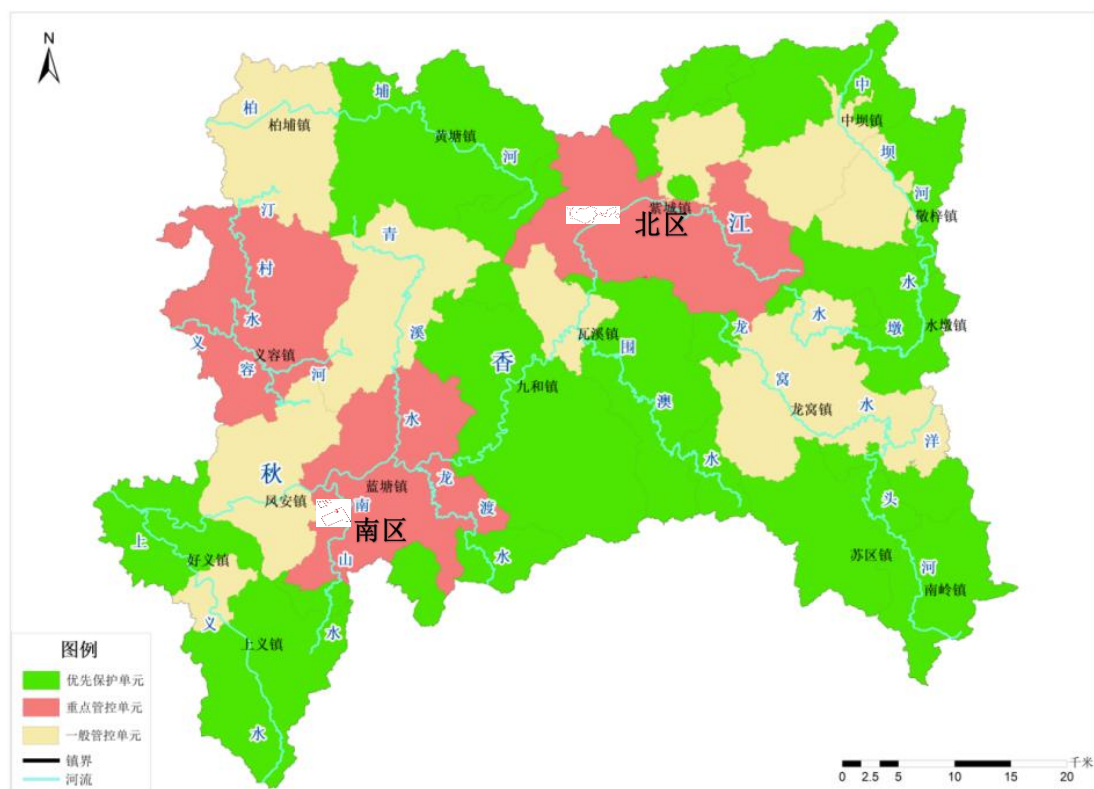 N
柏
埔
河
柏埔镇
黄塘镇
中
坝
河
中坝镇
敬梓镇
汀
村
水
青
溪
水
紫城镇
北区
江
义
容
河
义容镇
香
瓦溪镇
九和镇
围
澳
水
龙
窝
水
水
墩
水
水墩镇
龙窝镇
洋
头
河
秋
凤安镇
蓝塘镇
南
山
水
南区
龙
渡
水
上
义
水
好义镇
上义镇
苏区镇
南岭镇
图例
优先保护单元
重点管控单元
一般管控单元
镇界
河流
千米
0 2.5 5 10 15 20